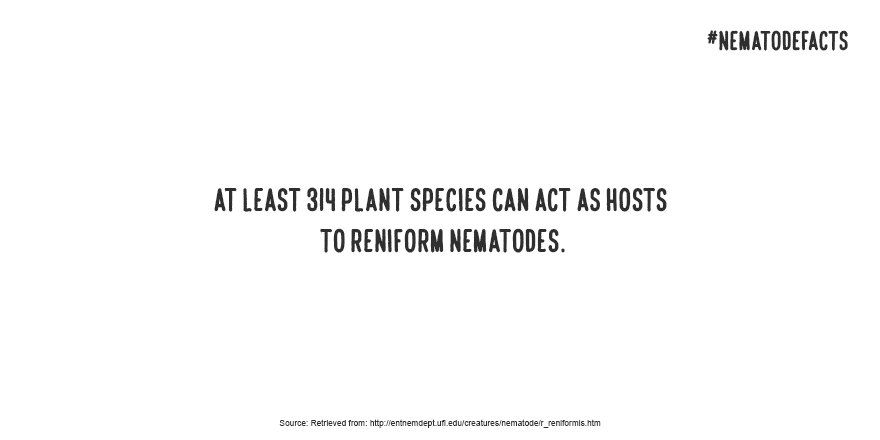 #NEMATODEFACTS
AT LEAST 314 PLANT SPECIES CAN ACT AS HOSTS
TO RENIFORM NEMATODES.
Source: Retrieved from: http://entnemdept.ufl.edu/creatures/nematode/r_reniformis.htm